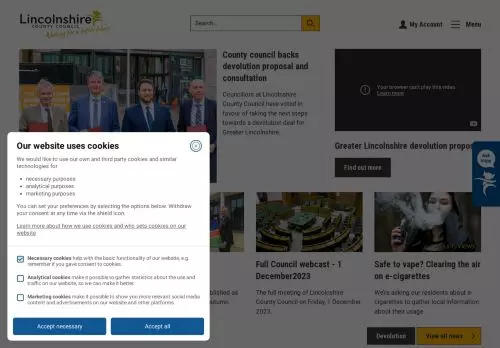 Lincolnshire
COUNTY COUNCIL
Working for a better future
Search...
My Account
Menu
County council backs
devolution proposal and
consultation
Councillors at Lincolnshire
County Council have voted in
favour of taking the next steps
towards a devolution deal for
Greater Lincolnshire.
Your browser can't play this video.
Learn more
Greater Lincolnshire devolution propos
Find out more
Ask
Our website uses cookies
We would like to use our own and third party cookies and similar
technologies for:
necessary purposes
analytical purposes
marketing purposes
You can set your preferences by selecting the options below. Withdraw
your consent at any time via the shield icon.
Learn more about how we use cookies and who sets cookies on our
website
Necessary cookies help with the basic functionality of our website, e.g.
remember if you gave consent to cookies.
Analytical cookies make it possible to gather statistics about the use and
traffic on our website, so we can make it better.
Marketing cookies make it possible to show you more relevant social media
content and advertisements on our website and other platforms.
Accept necessary
Accept all
blished as
autumn.
Full Council webcast - 1
December2023
The full meeting of Lincolnshire
County Council on Friday, 1 December
2023.
Safe to vape? Clearing the air
on e-cigarettes
We're asking our residents about e-
cigarettes to gather local information
about their usage
Devolution
View all news